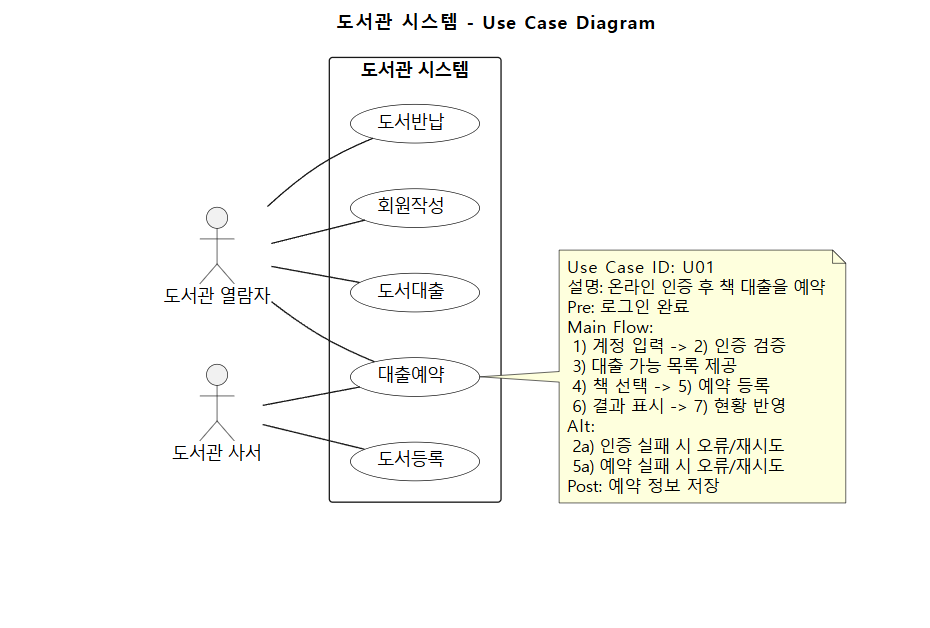 도서관 시스템 - Use Case Diagram
도서관 시스템
도서반납
회원작성
도서대출
대출예약
도서등록
도서관 열람자
도서관 사서
Use Case ID: U01
설명: 온라인 인증 후 책 대출을 예약
Pre: 로그인 완료
Main Flow:
1) 계정 입력 -> 2) 인증 검증
3) 대출 가능 목록 제공
4) 책 선택 -> 5) 예약 등록
6) 결과 표시 -> 7) 현황 반영
Alt:
2a) 인증 실패 시 오류/재시도
5a) 예약 실패 시 오류/재시도
Post: 예약 정보 저장